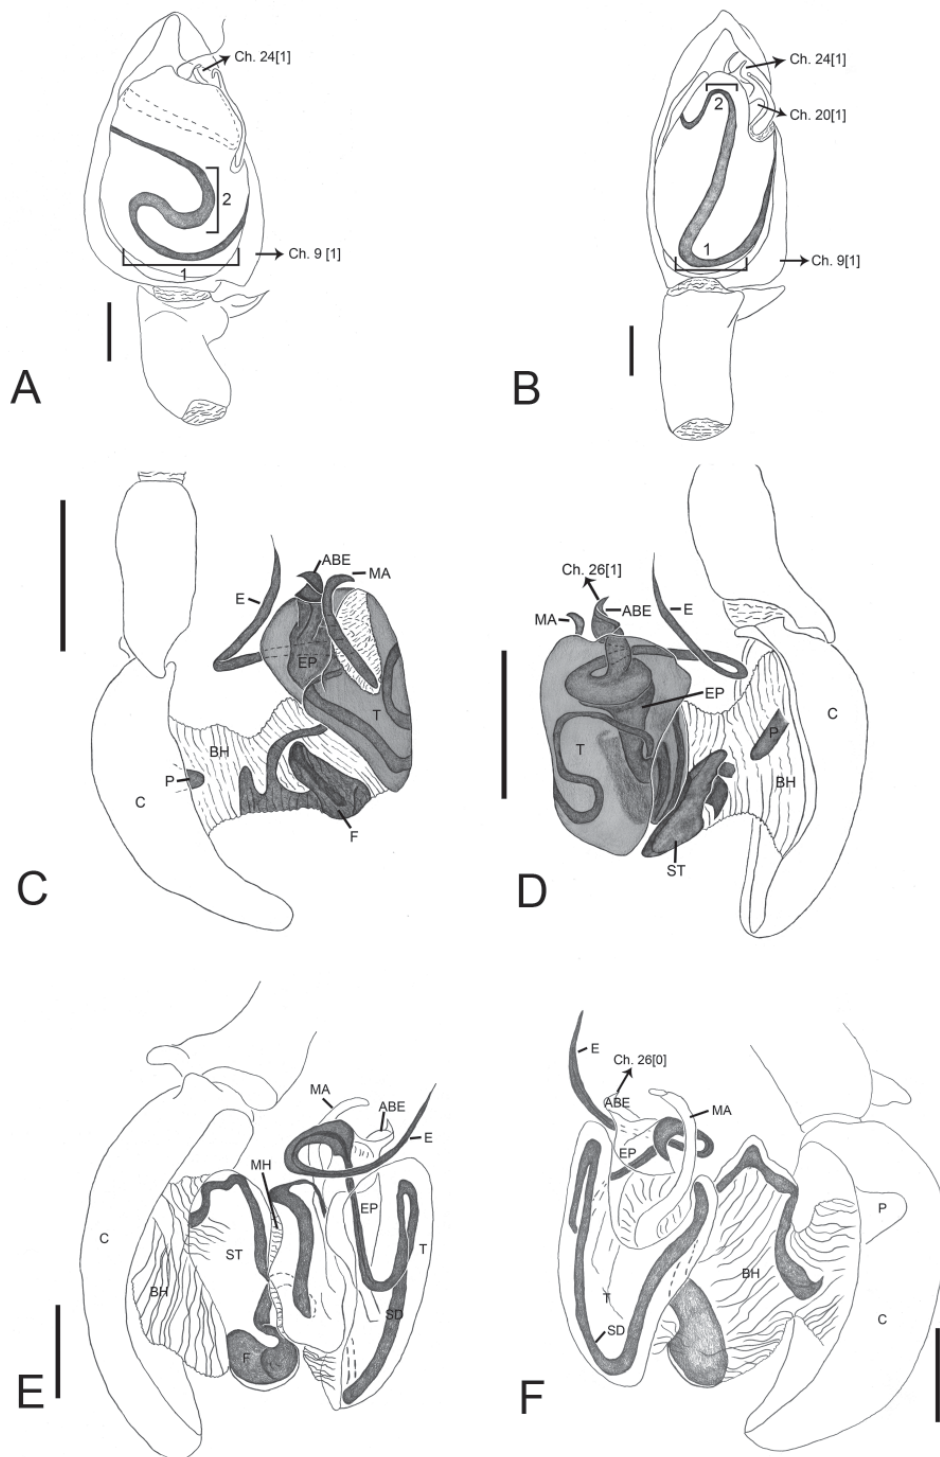 Ch. 24[1]
2
Ch. 9 [1]
1
A
Ch. 24[1]
2
Ch. 20[1]
1
Ch. 9[1]
B
ABE
MA
E
EP
T
BH
P
C
F
C
Ch. 26[1]
MA
ABE
E
EP
C
P
T
BH
ST
D
MA
ABE
E
MH
EP
C
ST
T
BH
SD
F
E
E
Ch. 26[0]
ABE
MA
EP
P
BH
T
C
SD
F